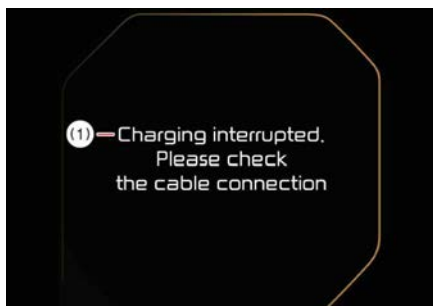 (1) Charging interrupted.
Please check
the cable connection